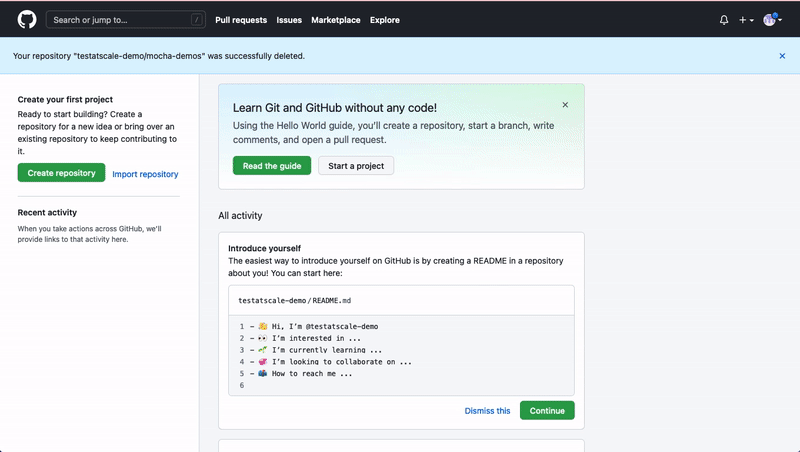 Search or jump to... /
Pull requests Issues Marketplace Explore
Your repository "testatscale-demo/mocha-demos" was successfully deleted.
Create your first project
Ready to start building? Create a
repository for a new idea or bring over an
existing repository to keep contributing to
it.
Create repository Import repository
Recent activity
When you take actions across GitHub, we'll
provide links to that activity here.
Learn Git and GitHub without any code!
Using the Hello World guide, you'll create a repository, start a branch, write
comments, and open a pull request.
Read the guide Start a project
All activity
Introduce yourself
The easiest way to introduce yourself on GitHub is by creating a README in a repository
about you! You can start here:
testatscale-demo/README.md
1 - 👋 Hi, I'm @testatscale-demo
2 - 👀 I'm interested in ...
3 - 🌱 I'm currently learning ...
4 - 💞️ I'm looking to collaborate on ...
5 - 📫 How to reach me ...
6
Dismiss this Continue